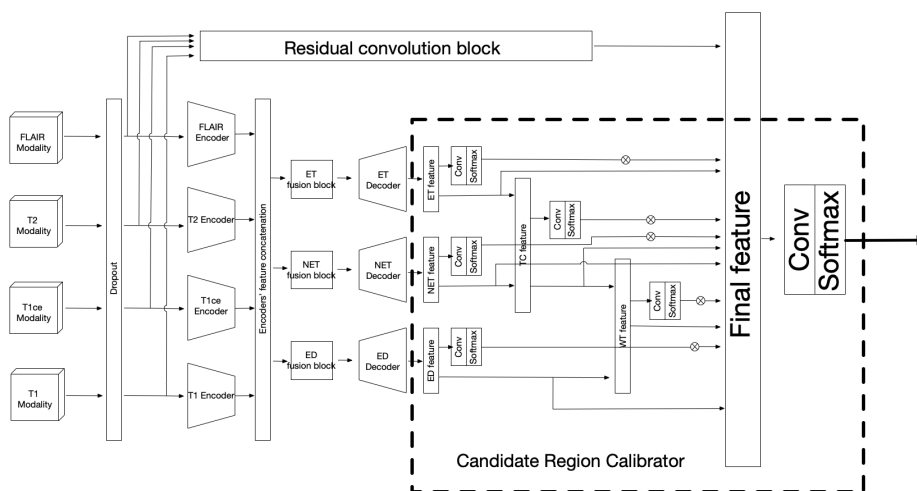 Residual convolution block
FLAIR
Modality
T2
Modality
T1ce
Modality
T1
Modality
Dropout
FLAIR
Encoder
T2 Encoder
T1ce
Encoder
T1 Encoder
Encoders' feature concatenation
ET
fusion block
NET
fusion block
ED
fusion block
ET
Decoder
NET
Decoder
ED
Decoder
ET feature
Conv
Softmax
TC feature
Conv
Softmax
NET feature
Conv
Softmax
WT feature
Conv
Softmax
ED feature
Conv
Softmax
Final feature
Conv
Softmax
Candidate Region Calibrator